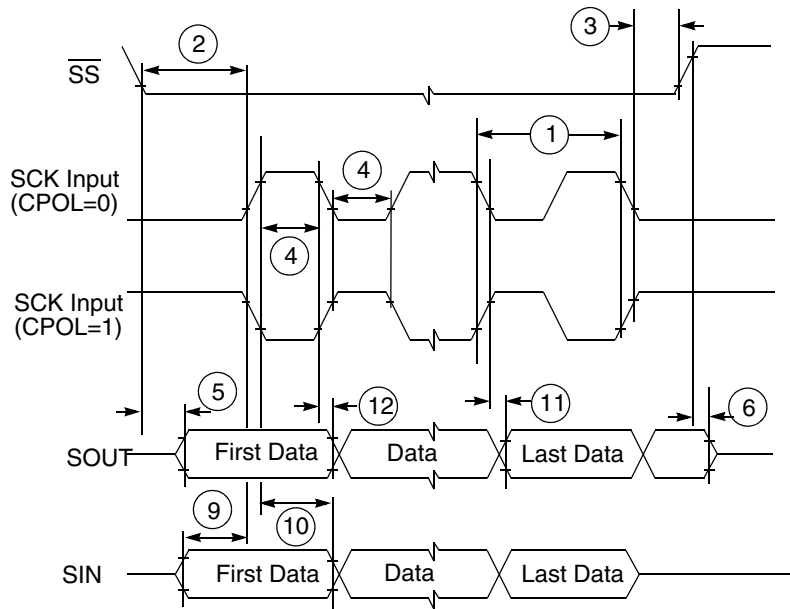 2
3
SS
1
SCK Input
(CPOL=0)
4
4
SCK Input
(CPOL=1)
5
12
11
6
SOUT
First Data
Data
Last Data
9
10
SIN
First Data
Data
Last Data